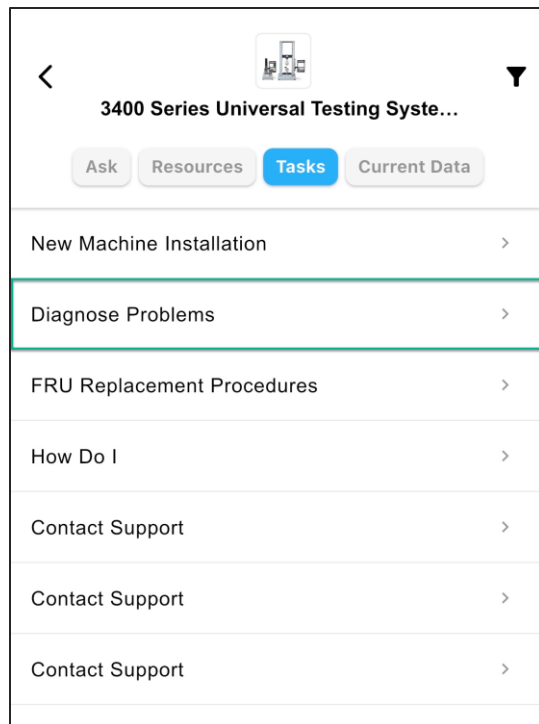 3400 Series Universal Testing Syste...
Ask Resources Tasks Current Data
New Machine Installation
Diagnose Problems
FRU Replacement Procedures
How Do I
Contact Support
Contact Support
Contact Support